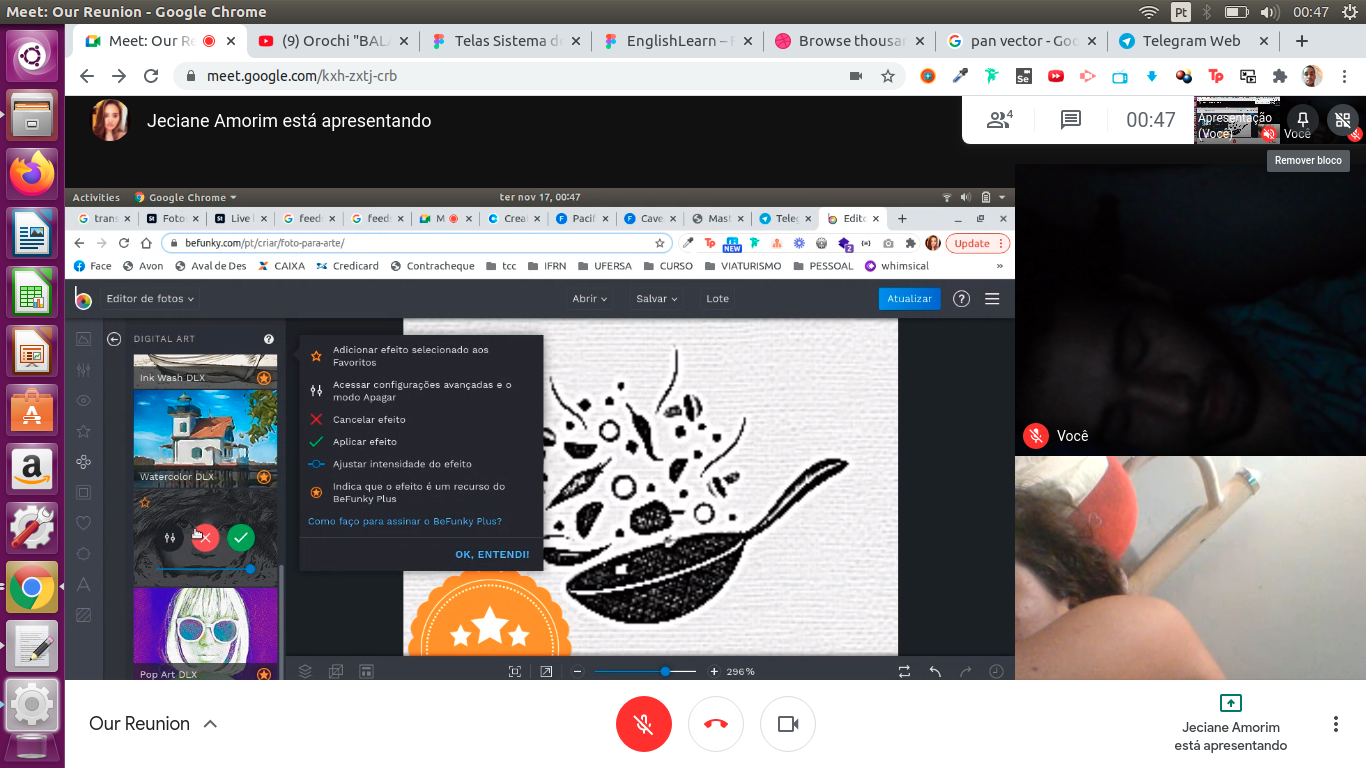 Meet: Our Reunion - Google Chrome
Pt
00:47
Meet: Our Re
(9) Orochi "BAL
Telas Sistema de
EnglishLearn – F
Browse thousan
pan vector - Goo
Telegram Web
meet.google.com/kxh-zxtj-crb
Se
Jeciane Amorim está apresentando
4
00:47
Apresentação
(Você)
Você
Remover bloco
Activities
Google Chrome
ter nov 17, 00:47
trans
Foto
Live
feed
feed
M
Crea
Pacif
Cave
Mast
Tele
Edito
befunky.com/pt/criar/foto-para-arte/
NEW
2
Update
Face
Avon
Aval de Des
CAIXA
Credicard
Contracheque
tcc
IFRN
UFERSA
CURSO
VIATURISMO
PESSOAL
whimsical
»
Editor de fotos
Abrir
Salvar
Lote
Atualizar
DIGITAL ART
Ink Wash DLX
Watercolor DLX
Pop Art DLX
Adicionar efeito selecionado aos
Favoritos
Acessar configurações avançadas e o
modo Apagar
Cancelar efeito
Aplicar efeito
Ajustar intensidade do efeito
Indica que o efeito é um recurso do
BeFunky Plus
Como faço para assinar o BeFunky Plus?
OK, ENTENDI!
296%
Você
Our Reunion
Jeciane Amorim
está apresentando